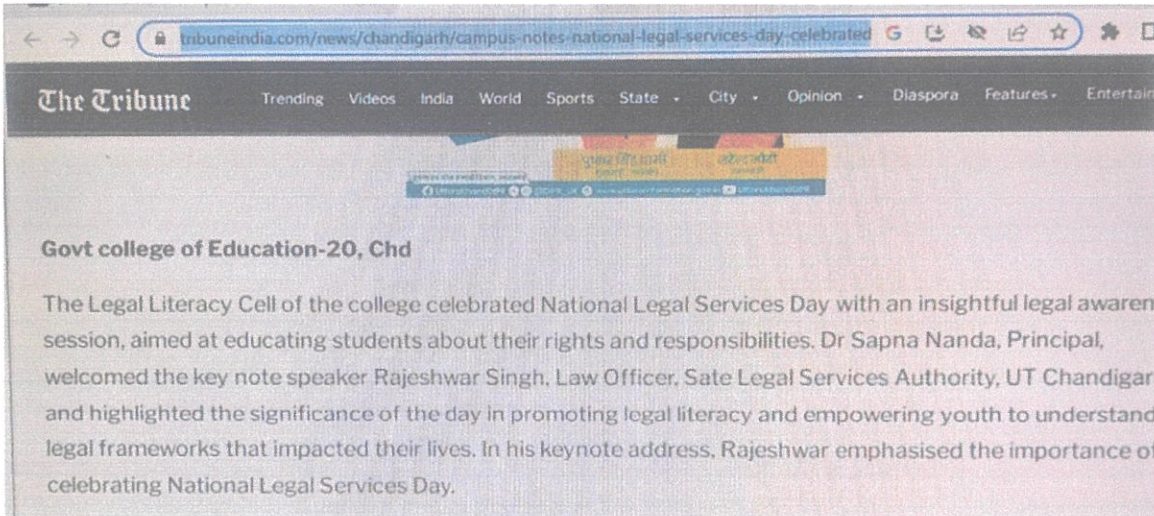 tribuneindia.com/news/chandigarh/campus-notes-national-legal-services-day-celebrated
The Tribune Trending Videos India World Sports State City Opinion Diaspora Features Entertain
पुष्कर सिंह धामी नरेन्द्र मोदी
Govt college of Education-20, Chd
The Legal Literacy Cell of the college celebrated National Legal Services Day with an insightful legal awaren
session, aimed at educating students about their rights and responsibilities. Dr Sapna Nanda, Principal,
welcomed the key note speaker Rajeshwar Singh, Law Officer, Sate Legal Services Authority, UT Chandigar
and highlighted the significance of the day in promoting legal literacy and empowering youth to understand
legal frameworks that impacted their lives. In his keynote address, Rajeshwar emphasised the importance of
celebrating National Legal Services Day.